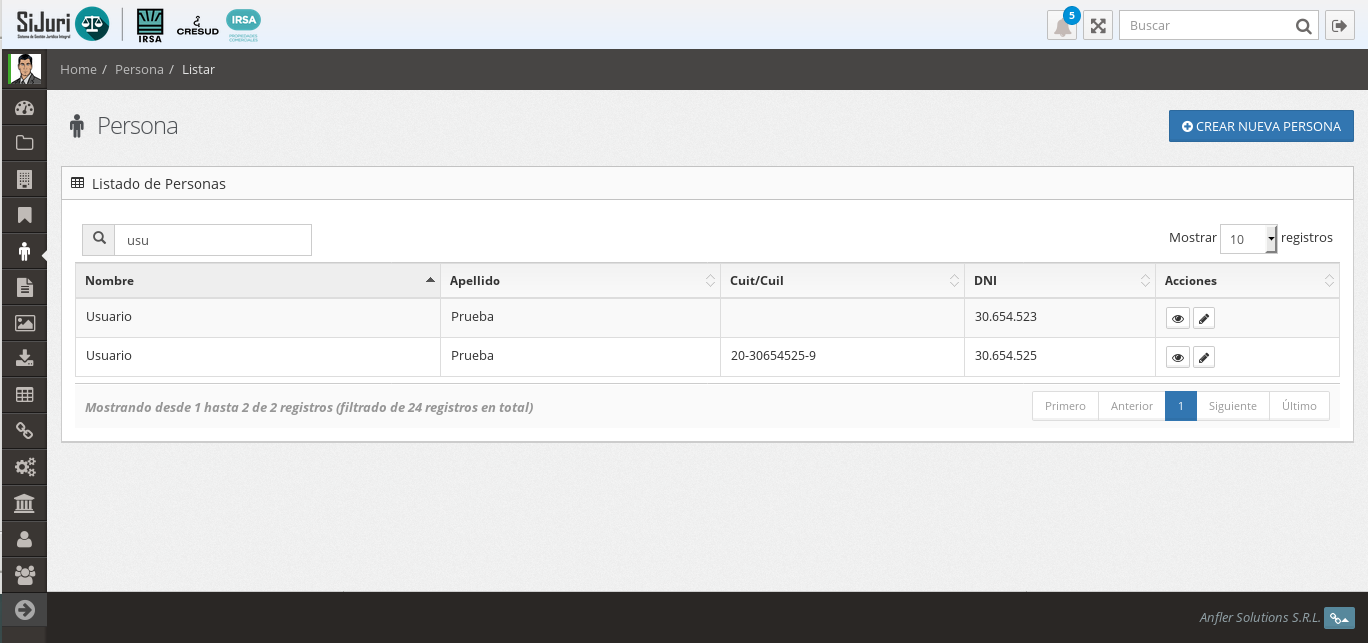 SiJuri
Sistema de Gestión Jurídica Integral
IRSA
CRESUD
IRSA
PROPIEDADES
COMERCIALES
5
Buscar
Home / Persona / Listar
Persona
CREAR NUEVA PERSONA
Listado de Personas
usu
Mostrar 10 registros
Nombre Apellido Cuit/Cuil DNI Acciones
Usuario Prueba 30.654.523
Usuario Prueba 20-30654525-9 30.654.525
Mostrando desde 1 hasta 2 de 2 registros (filtrado de 24 registros en total)
Primero Anterior 1 Siguiente Último
Anfler Solutions S.R.L.